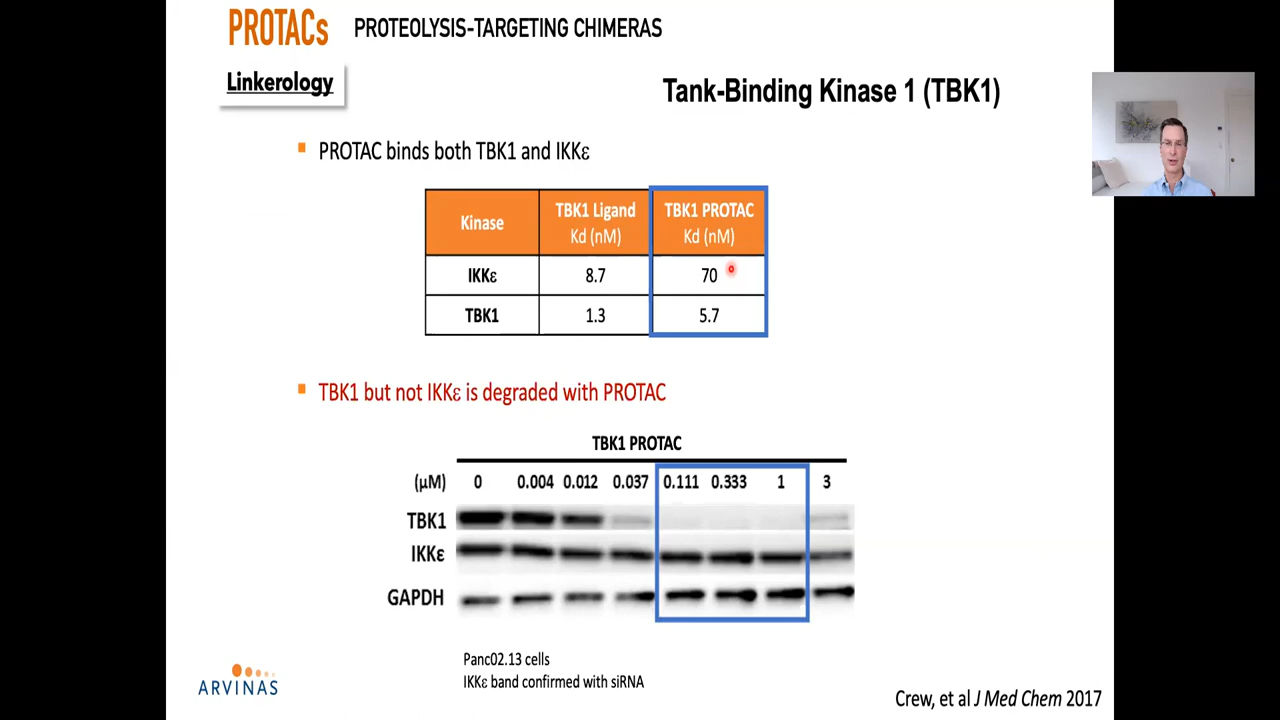 PROTACs PROTEOLYSIS-TARGETING CHIMERAS
Linkerology
Tank-Binding Kinase 1 (TBK1)
▪ PROTAC binds both TBK1 and IKKε
Kinase TBK1 Ligand Kd (nM) TBK1 PROTAC Kd (nM)
IKKε 8.7 70
TBK1 1.3 5.7
▪ TBK1 but not IKKε is degraded with PROTAC
TBK1 PROTAC
(μM) 0 0.004 0.012 0.037 0.111 0.333 1 3
TBK1
IKKε
GAPDH
Panc02.13 cells
IKKε band confirmed with siRNA
ARVINAS
Crew, et al J Med Chem 2017